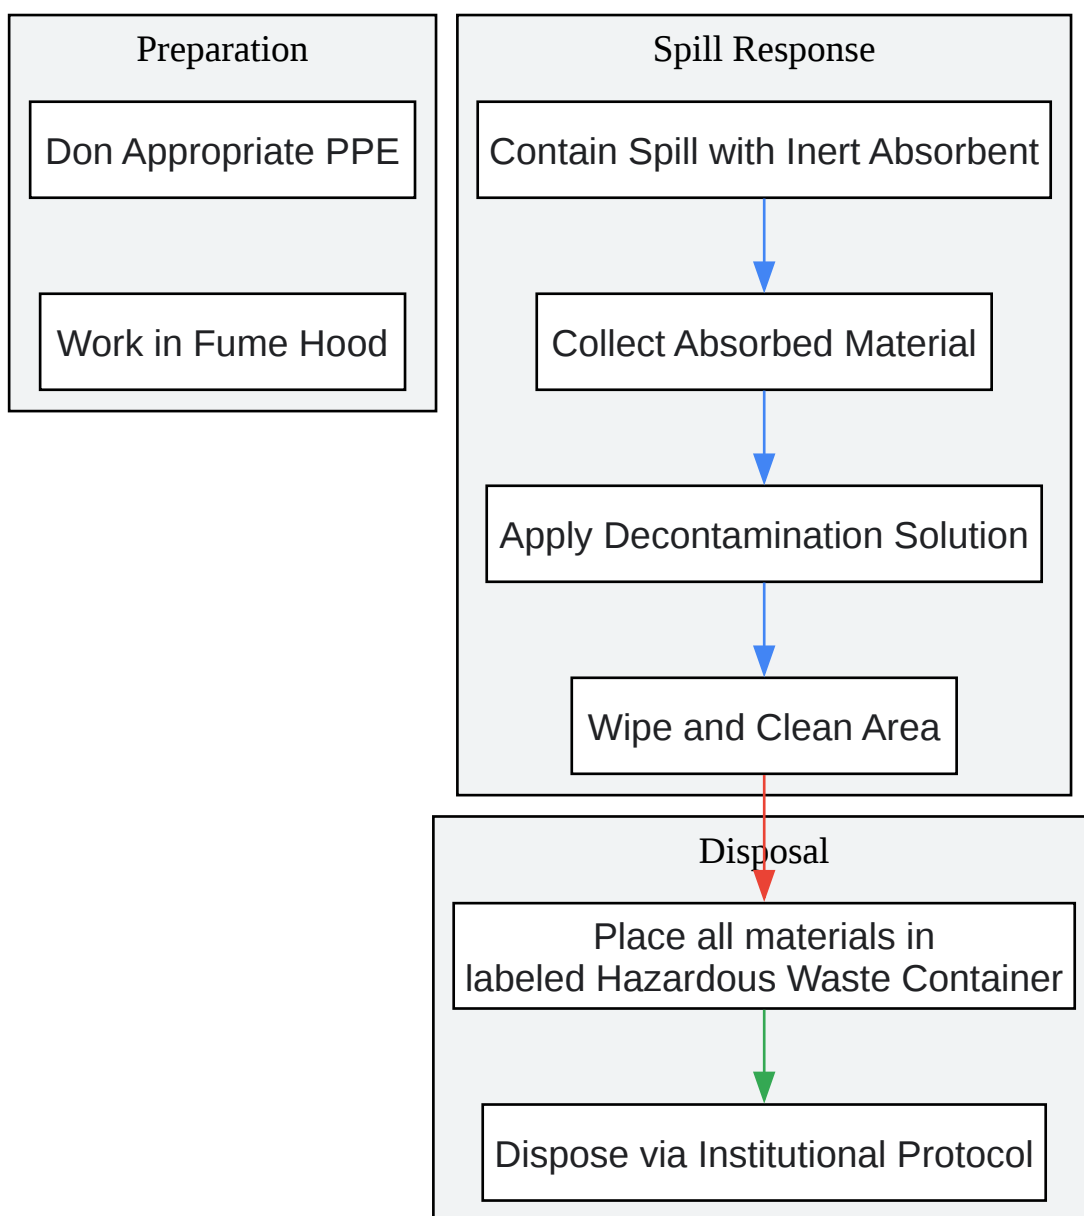 Preparation
Don Appropriate PPE
Work in Fume Hood
Spill Response
Contain Spill with Inert Absorbent
Collect Absorbed Material
Apply Decontamination Solution
Wipe and Clean Area
Disposal
Place all materials in
labeled Hazardous Waste Container
Dispose via Institutional Protocol